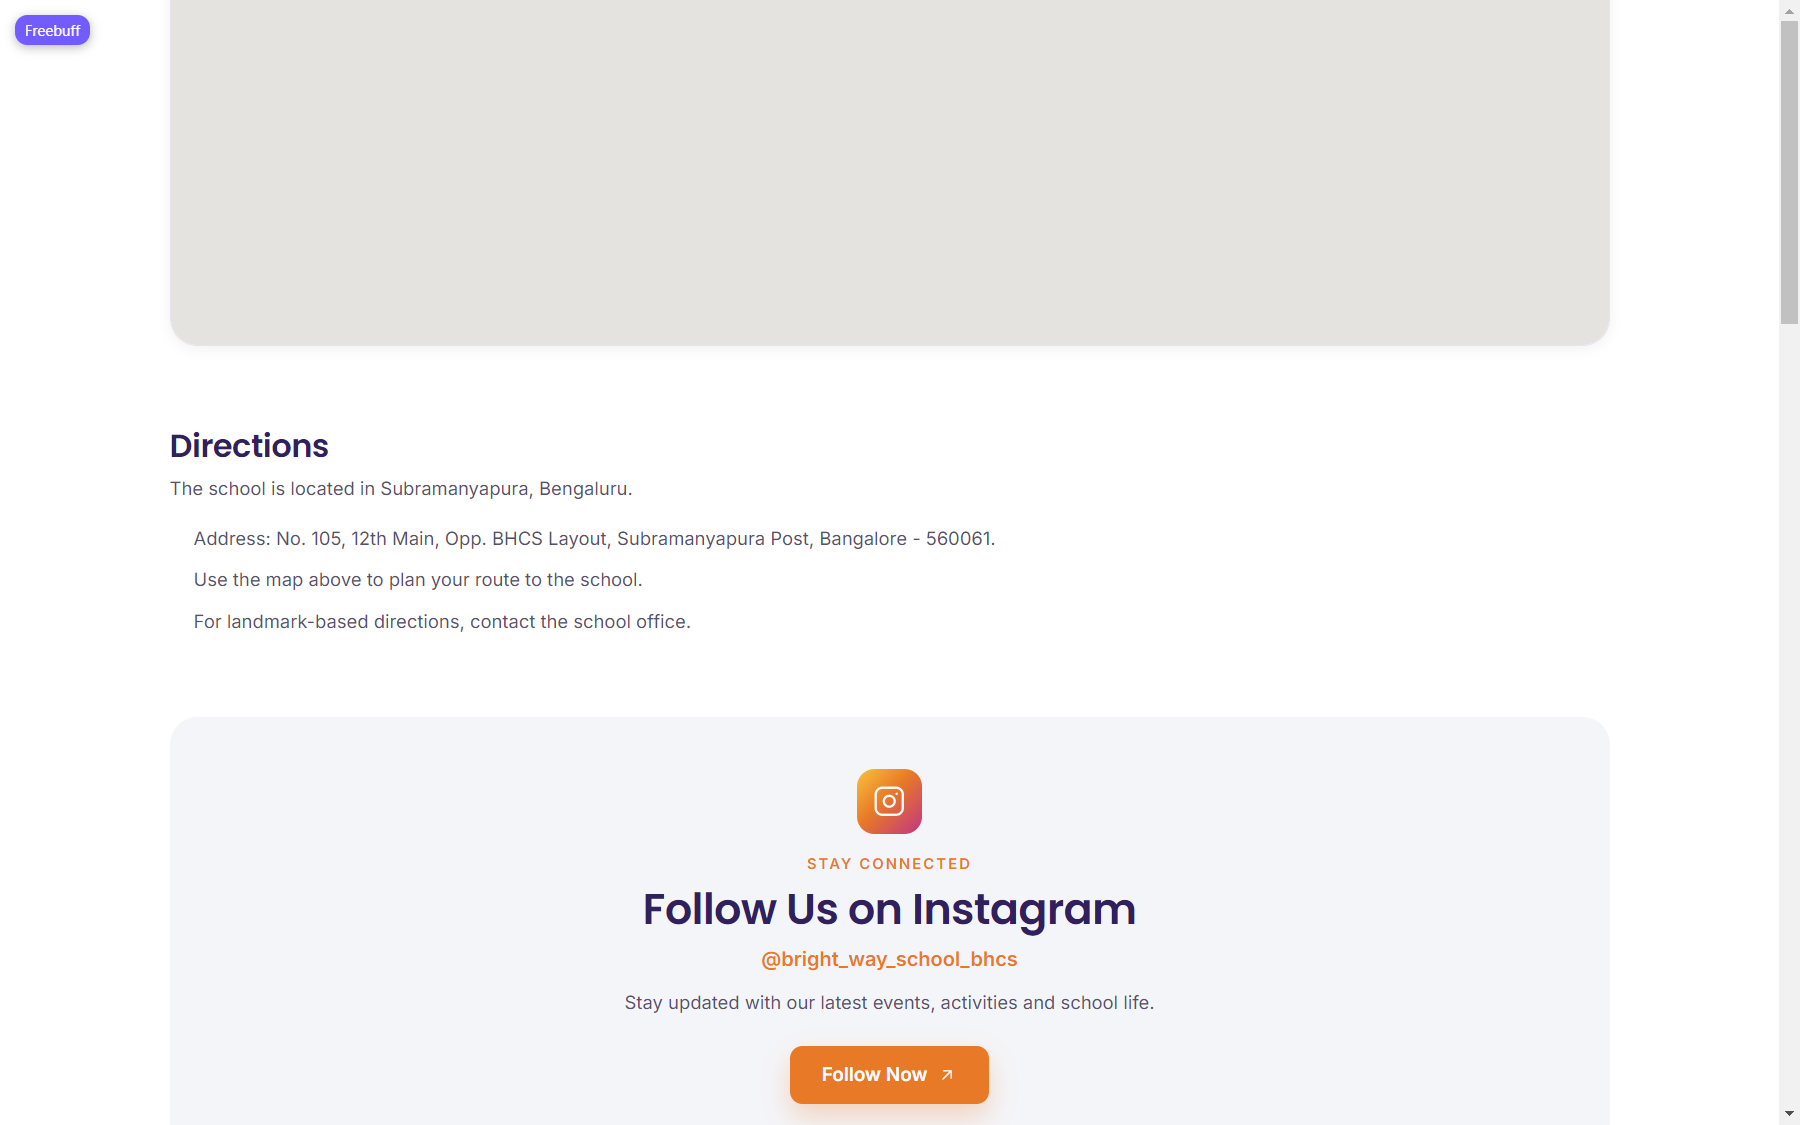 Freebuff
Directions
The school is located in Subramanyapura, Bengaluru.
Address: No. 105, 12th Main, Opp. BHCS Layout, Subramanyapura Post, Bangalore - 560061.
Use the map above to plan your route to the school.
For landmark-based directions, contact the school office.
STAY CONNECTED
Follow Us on Instagram
@bright_way_school_bhcs
Stay updated with our latest events, activities and school life.
Follow Now